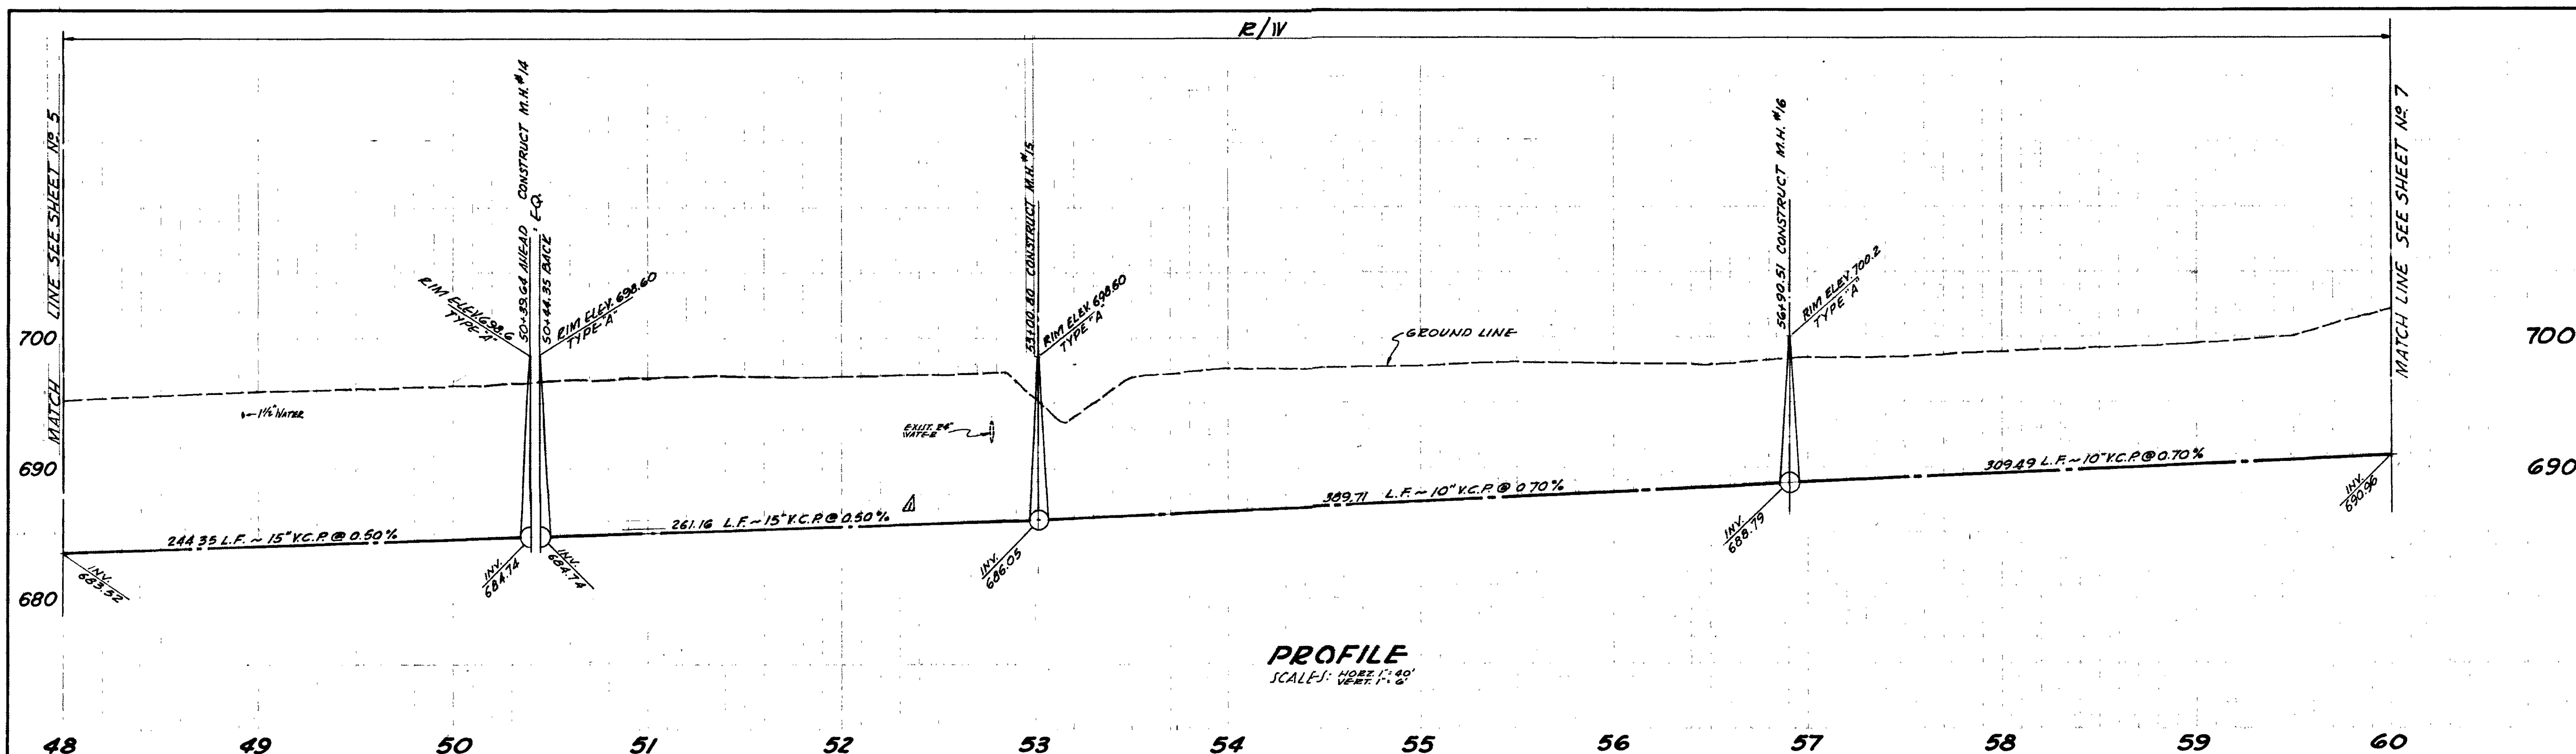 R/W
MATCH LINE SEE SHEET Nº 5
50+39.64 AHEAD CONSTRUCT M.H. #14
EQ.
50+44.35 BACK
RIM ELEV. 698.6
TYPE "A"
RIM ELEV. 698.60
TYPE "A"
53+00.80 CONSTRUCT M.H. #15
RIM ELEV. 698.60
TYPE "A"
56+90.51 CONSTRUCT M.H. #16
RIM ELEV. 700.2
TYPE "A"
MATCH LINE SEE SHEET Nº 7
700
GROUND LINE
700
1½" WATER
EXIST. 24"
WATER
690
690
244.35 L.F. ~ 15" V.C.P. @ 0.50%
261.16 L.F. ~ 15" V.C.P. @ 0.50%
1
389.71 L.F. ~ 10" V.C.P. @ 0.70%
309.49 L.F. ~ 10" V.C.P. @ 0.70%
INV.
683.52
INV.
684.74
INV.
684.74
INV.
686.05
INV.
688.79
INV.
690.96
680
PROFILE
SCALES: HORZ. 1"=40'
VERT. 1"=6'
48 49 50 51 52 53 54 55 56 57 58 59 60